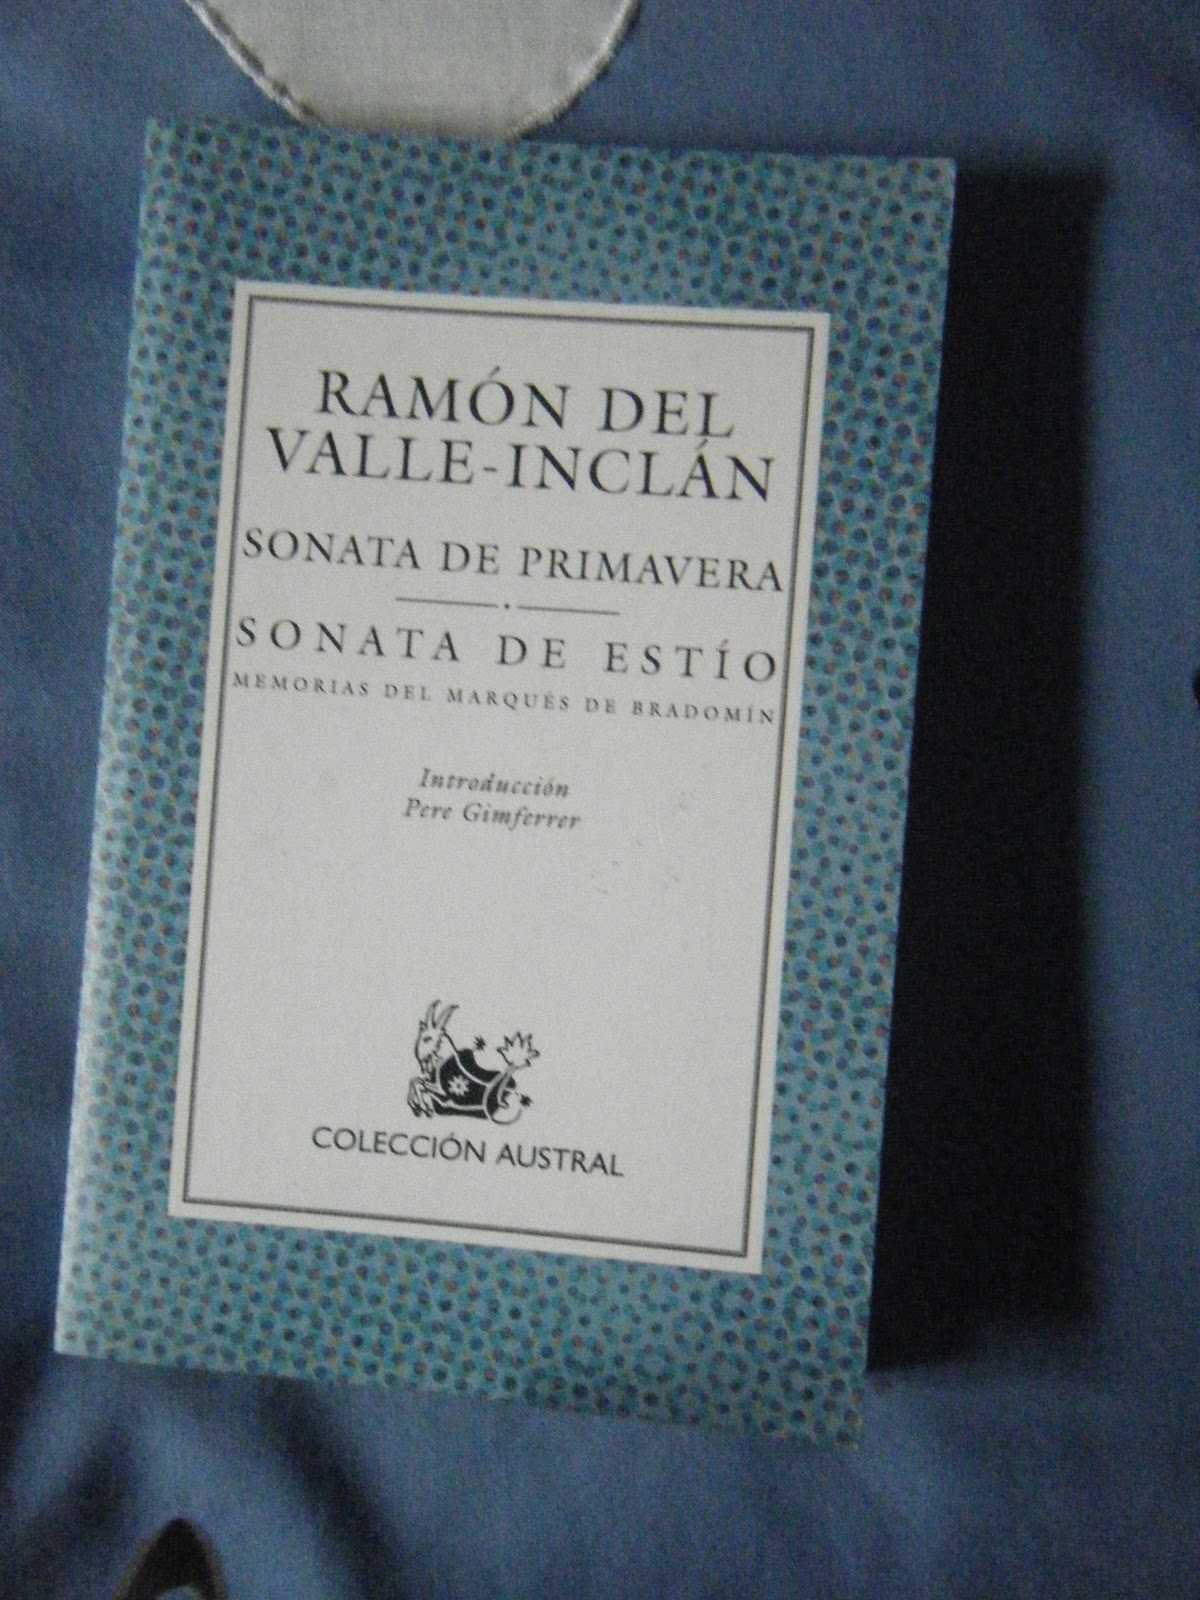 RAMÓN DEL
VALLE-INCLÁN
SONATA DE PRIMAVERA
SONATA DE ESTÍO
MEMORIAS DEL MARQUÉS DE BRADOMÍN
Introducción
Pere Gimferrer
COLECCIÓN AUSTRAL